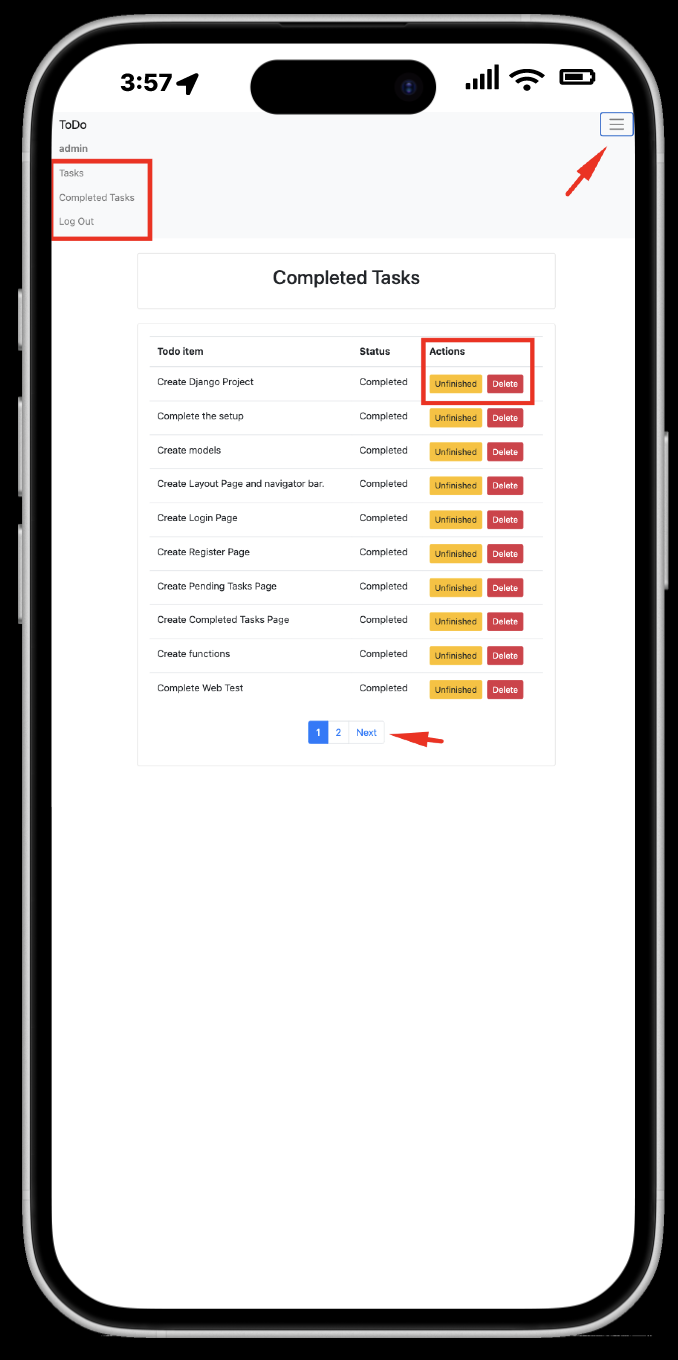 3:57
ToDo
admin
Tasks
Completed Tasks
Log Out
Completed Tasks
Todo item Status Actions
Create Django Project Completed Unfinished Delete
Complete the setup Completed Unfinished Delete
Create models Completed Unfinished Delete
Create Layout Page and navigator bar. Completed Unfinished Delete
Create Login Page Completed Unfinished Delete
Create Register Page Completed Unfinished Delete
Create Pending Tasks Page Completed Unfinished Delete
Create Completed Tasks Page Completed Unfinished Delete
Create functions Completed Unfinished Delete
Complete Web Test Completed Unfinished Delete
1 2 Next